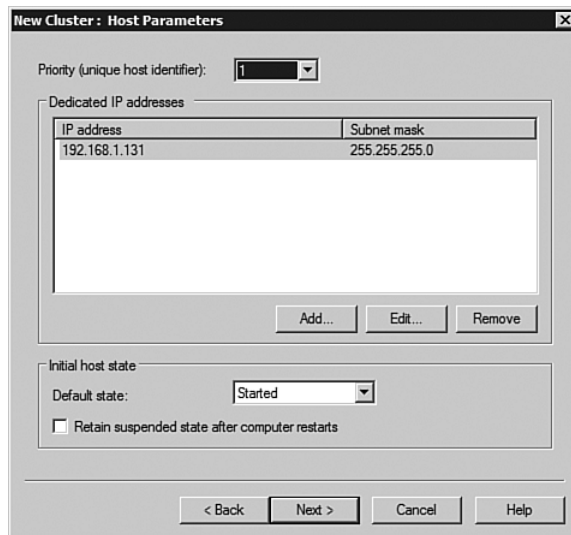 New Cluster : Host Parameters
Priority (unique host identifier): 1
Dedicated IP addresses
IP address Subnet mask
192.168.1.131 255.255.255.0
Add... Edit... Remove
Initial host state
Default state: Started
Retain suspended state after computer restarts
< Back Next > Cancel Help